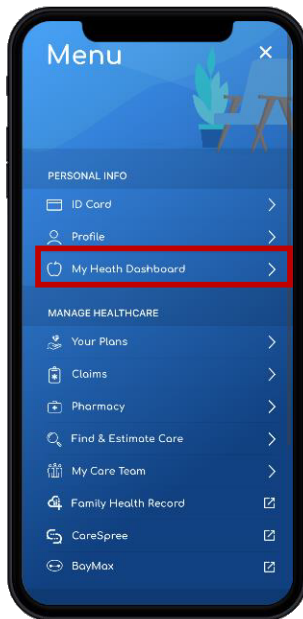 Menu
PERSONAL INFO
ID Card
Profile
My Heath Dashboard
MANAGE HEALTHCARE
Your Plans
Claims
Pharmacy
Find & Estimate Care
My Care Team
Family Health Record
CareSpree
BayMax